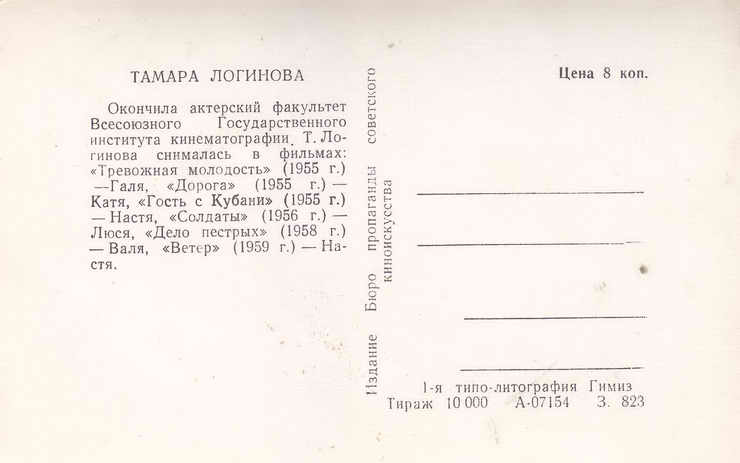 ТАМАРА ЛОГИНОВА
Окончила актерский факультет
Всесоюзного Государственного
института кинематографии. Т. Ло-
гинова снималась в фильмах:
«Тревожная молодость» (1955 г.)
—Галя, «Дорога» (1955 г.) —
Катя, «Гость с Кубани» (1955 г.)
— Настя, «Солдаты» (1956 г.) —
Люся, «Дело пестрых» (1958 г.)
— Валя, «Ветер» (1959 г.) — На-
стя.
Издание Бюро пропаганды советского
киноискусства
Цена 8 коп.
1-я типо-литография Гимиз
Тираж 10 000 А-07154 З. 823